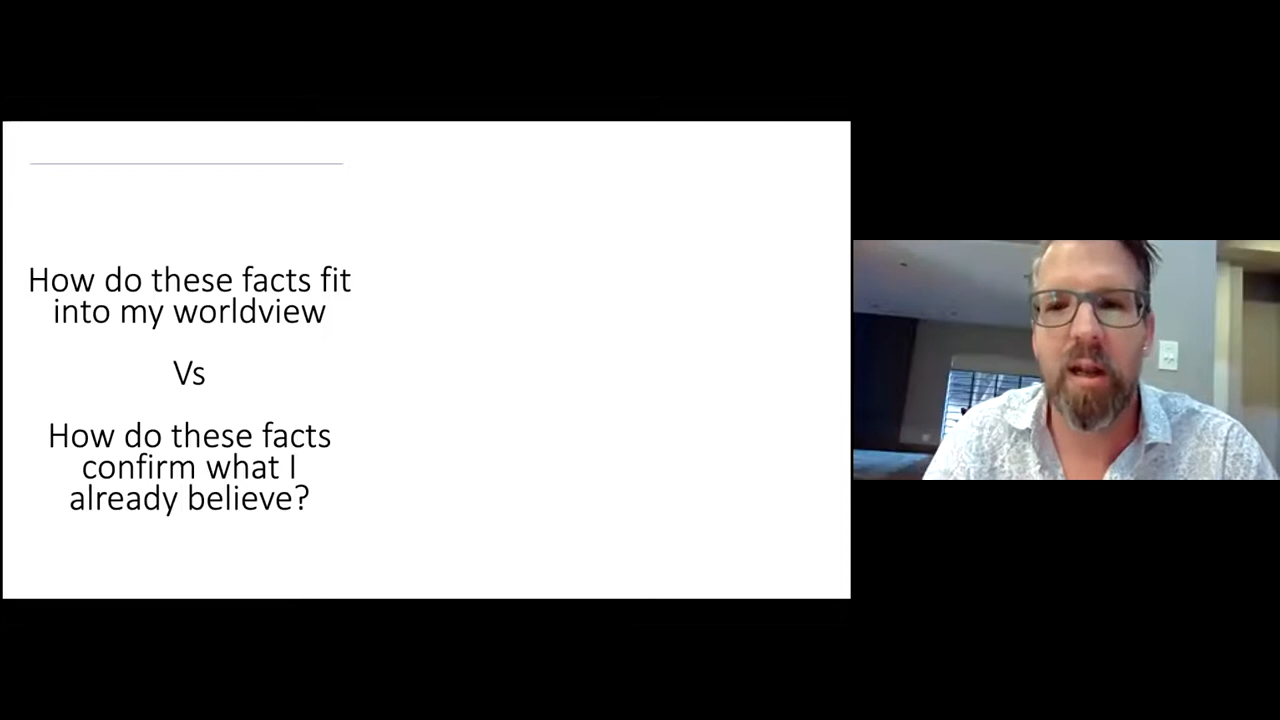 How do these facts fit
into my worldview
Vs
How do these facts
confirm what I
already believe?